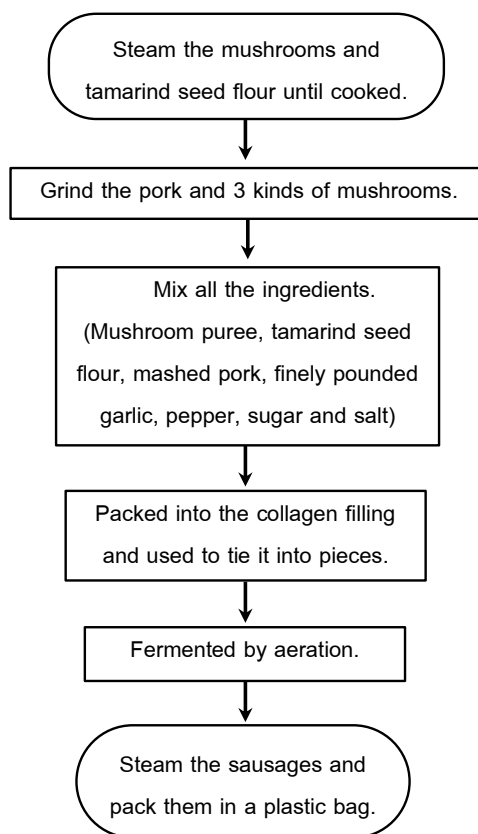 Steam the mushrooms and
tamarind seed flour until cooked.
Grind the pork and 3 kinds of mushrooms.
Mix all the ingredients.
(Mushroom puree, tamarind seed
flour, mashed pork, finely pounded
garlic, pepper, sugar and salt)
Packed into the collagen filling
and used to tie it into pieces.
Fermented by aeration.
Steam the sausages and
pack them in a plastic bag.